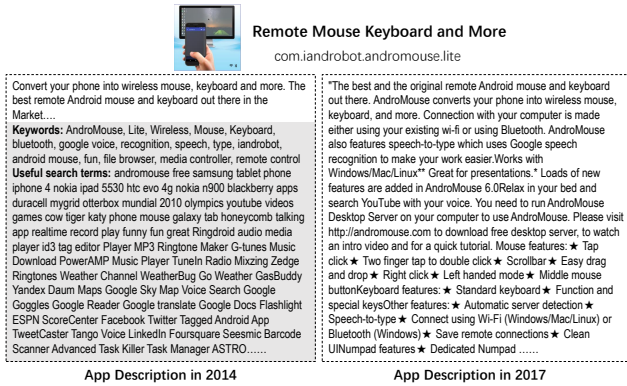 Remote Mouse Keyboard and More
com.iandrobot.andromouse.lite
Convert your phone into wireless mouse, keyboard and more. The
best remote Android mouse and keyboard out there in the
Market....
Keywords: AndroMouse, Lite, Wireless, Mouse, Keyboard,
bluetooth, google voice, recognition, speech, type, iandrobot,
android mouse, fun, file browser, media controller, remote control
Useful search terms: andromouse free samsung tablet phone
iphone 4 nokia ipad 5530 htc evo 4g nokia n900 blackberry apps
duracell mygrid otterbox mundial 2010 olympics youtube videos
games cow tiger katy phone mouse galaxy tab honeycomb talking
app realtime record play funny fun great Ringdroid audio media
player id3 tag editor Player MP3 Ringtone Maker G-tunes Music
Download PowerAMP Music Player TuneIn Radio Mixzing Zedge
Ringtones Weather Channel WeatherBug Go Weather GasBuddy
Yandex Daum Maps Google Sky Map Voice Search Google
Goggles Google Reader Google translate Google Docs Flashlight
ESPN ScoreCenter Facebook Twitter Tagged Android App
TweetCaster Tango Voice LinkedIn Foursquare Seesmic Barcode
Scanner Advanced Task Killer Task Manager ASTRO......
App Description in 2014
"The best and the original remote Android mouse and keyboard
out there. AndroMouse converts your phone into wireless mouse,
keyboard, and more. Connection with your computer is made
either using your existing wi-fi or using Bluetooth. AndroMouse
also features speech-to-type which uses Google speech
recognition to make your work easier.Works with
Windows/Mac/Linux** Great for presentations.* Loads of new
features are added in AndroMouse 6.0Relax in your bed and
search YouTube with your voice. You need to run AndroMouse
Desktop Server on your computer to use AndroMouse. Please visit
http://andromouse.com to download free desktop server, to watch
an intro video and for a quick tutorial. Mouse features:★ Tap
click★ Two finger tap to double click★ Scrollbar★ Easy drag
and drop★ Right click★ Left handed mode★ Middle mouse
buttonKeyboard features:★ Standard keyboard★ Function and
special keysOther features:★ Automatic server detection★
Speech-to-type★ Connect using Wi-Fi (Windows/Mac/Linux) or
Bluetooth (Windows)★ Save remote connections★ Clean
UINumpad features★ Dedicated Numpad ......
App Description in 2017